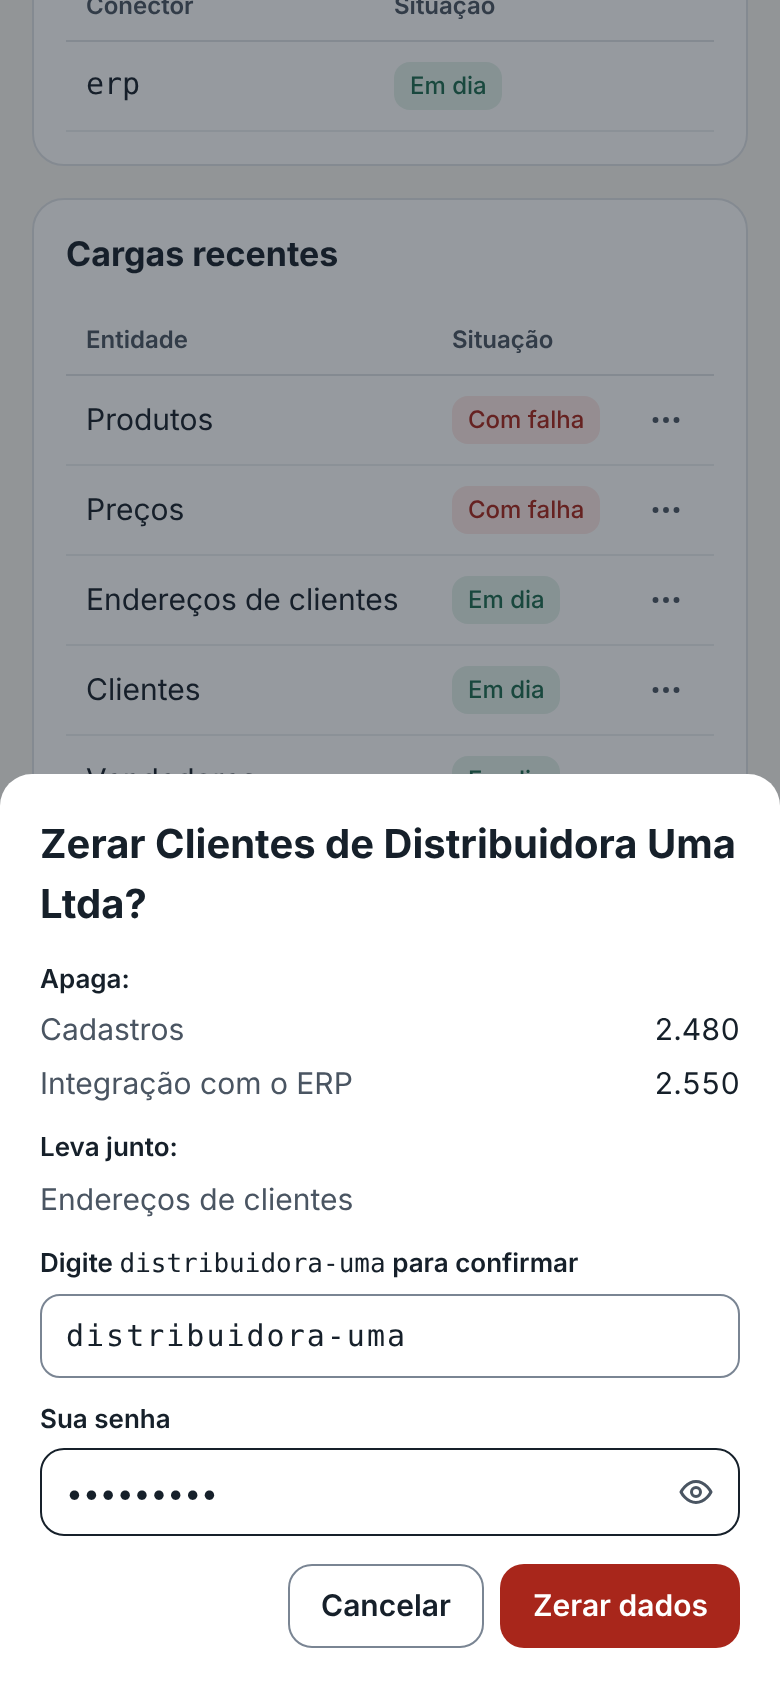 Conector Situação
erp Em dia
Cargas recentes
Entidade Situação
Produtos Com falha
Preços Com falha
Endereços de clientes Em dia
Clientes Em dia
Zerar Clientes de Distribuidora Uma
Ltda?
Apaga:
Cadastros 2.480
Integração com o ERP 2.550
Leva junto:
Endereços de clientes
Digite distribuidora-uma para confirmar
distribuidora-uma
Sua senha
•••••••••
Cancelar Zerar dados